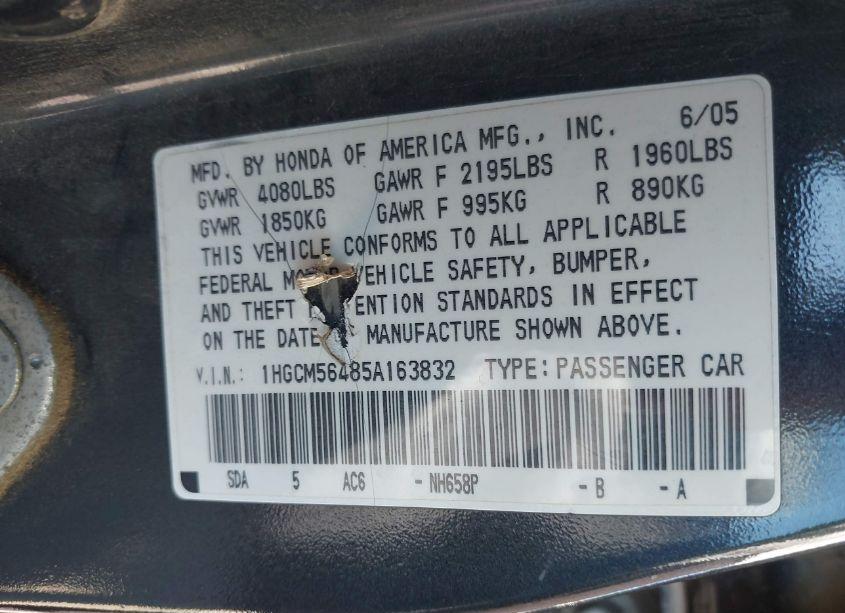 MFD. BY HONDA OF AMERICA MFG., INC. 6/05
GVWR 4080LBS GAWR F 2195LBS R 1960LBS
GVWR 1850KG GAWR F 995KG R 890KG
THIS VEHICLE CONFORMS TO ALL APPLICABLE
FEDERAL VEHICLE SAFETY, BUMPER,
AND THEFT STANDARDS IN EFFECT
ON THE DATE MANUFACTURE SHOWN ABOVE.
V.I.N.: 1HGCM56485A163832 TYPE: PASSENGER CAR
SDA 5 AC6 - NH658P - B - A